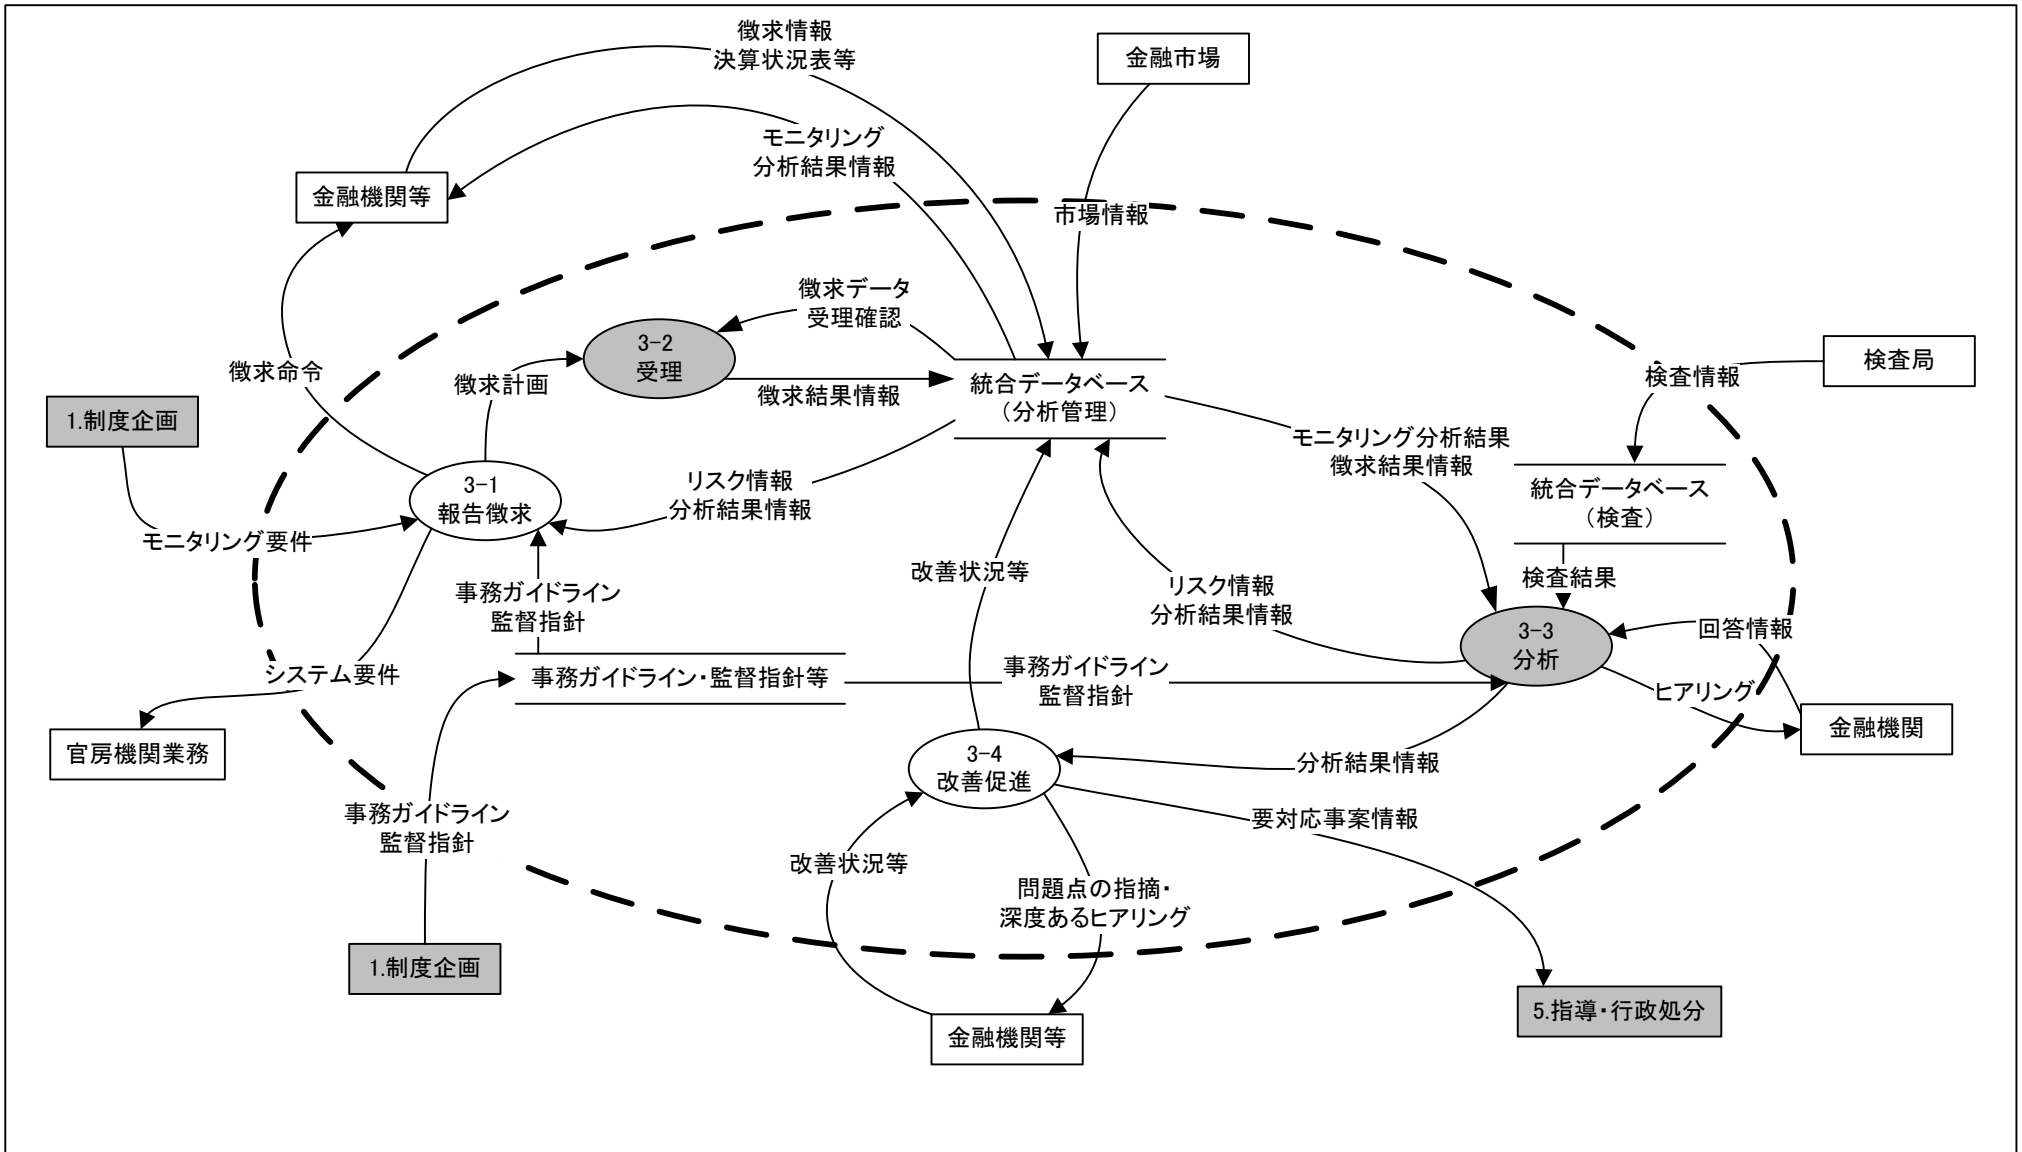 徴求情報
決算状況表等
金融市場
モニタリング
分析結果情報
金融機関等
市場情報
徴求データ
受理確認
3-2
受理
徴求命令
徴求計画
徴求結果情報
統合データベース
（分析管理）
検査情報
検査局
1.制度企画
モニタリング分析結果
徴求結果情報
3-1
報告徴求
リスク情報
分析結果情報
統合データベース
（検査）
モニタリング要件
事務ガイドライン
監督指針
改善状況等
リスク情報
分析結果情報
検査結果
3-3
分析
回答情報
システム要件
事務ガイドライン・監督指針等
事務ガイドライン
監督指針
ヒアリング
官房機関業務
金融機関
3-4
改善促進
分析結果情報
事務ガイドライン
監督指針
要対応事案情報
改善状況等
問題点の指摘・
深度あるヒアリング
1.制度企画
金融機関等
5.指導・行政処分